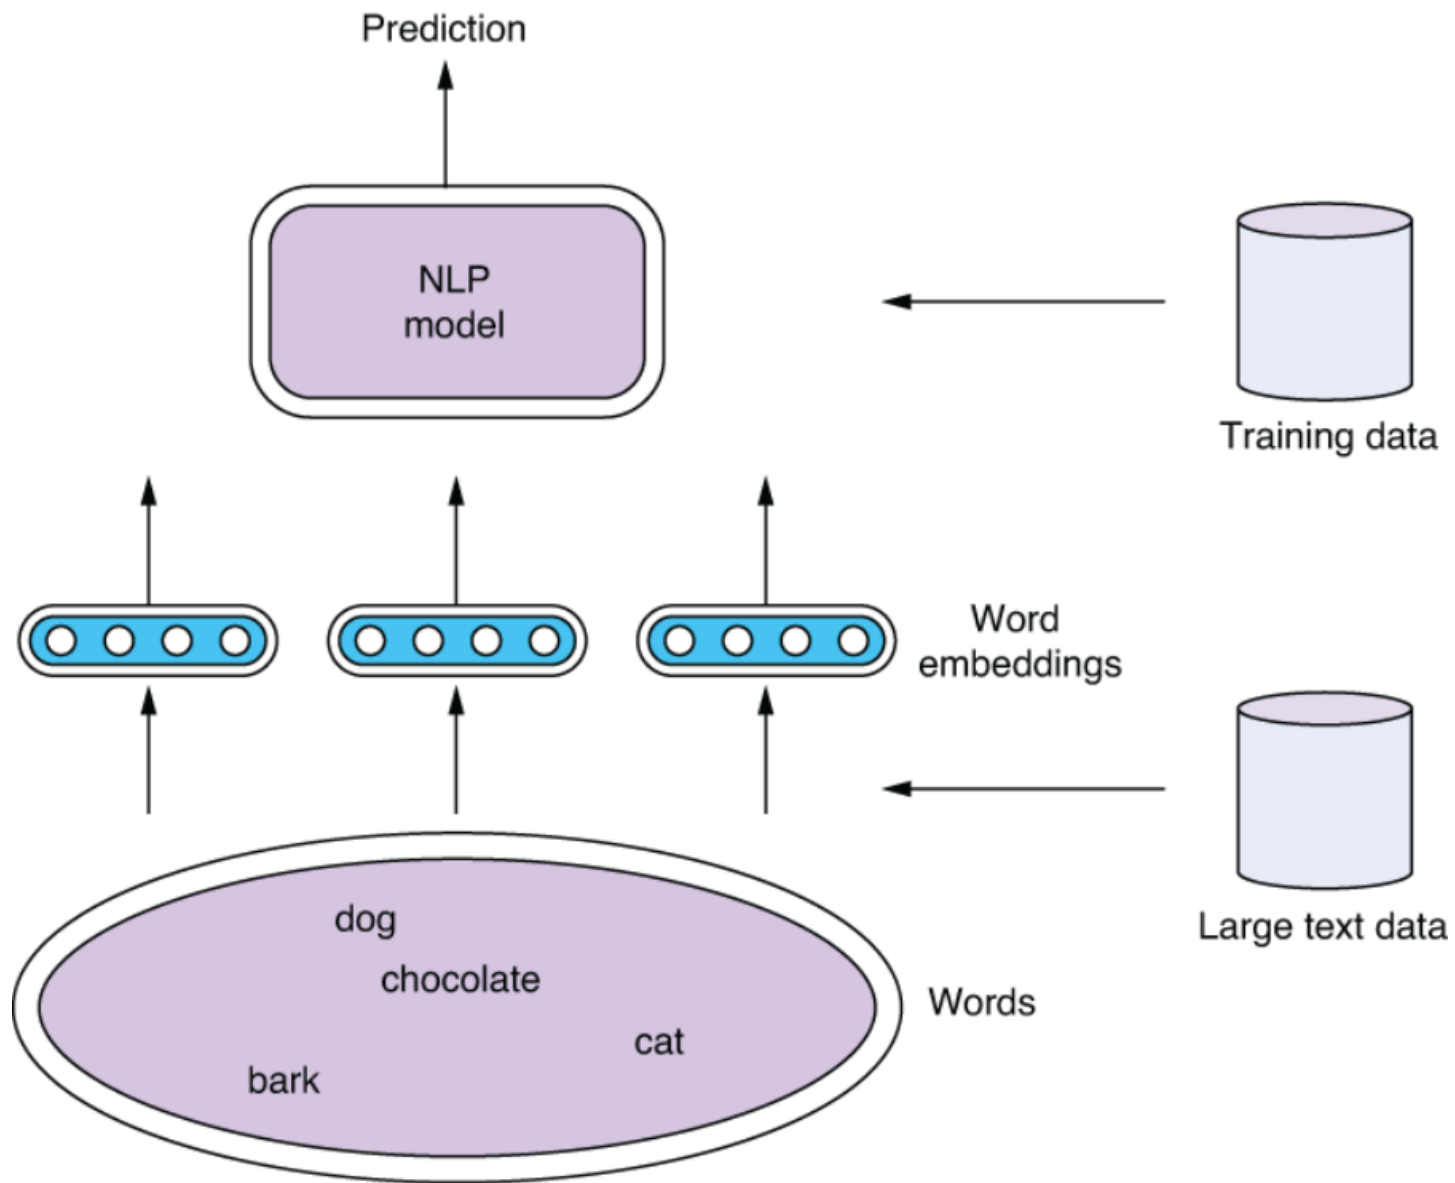 Prediction
NLP
model
Training data
Word
embeddings
Large text data
dog
chocolate
Words
cat
bark